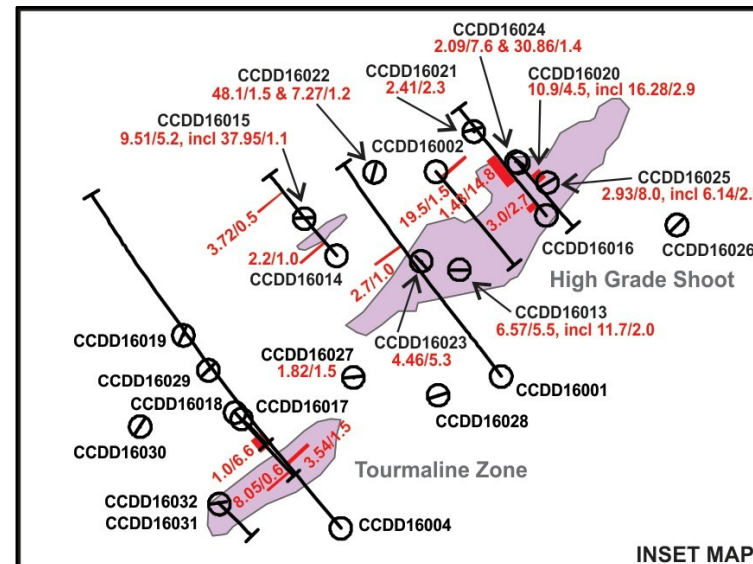 CCDD16024
2.09/7.6 & 30.86/1.4
CCDD16021
2.41/2.3
CCDD16020
10.9/4.5, incl 16.28/2.9
CCDD16022
48.1/1.5 & 7.27/1.2
CCDD16015
9.51/5.2, incl 37.95/1.1
CCDD16002
CCDD16025
2.93/8.0, incl 6.14/2.
19.5/1.5
1.43/14.8
3.0/2.7
3.72/0.5
2.2/1.0
CCDD16014
2.7/1.0
CCDD16016
CCDD16026
High Grade Shoot
CCDD16013
6.57/5.5, incl 11.7/2.0
CCDD16023
4.46/5.3
CCDD16019
CCDD16029
CCDD16018
CCDD16017
CCDD16027
1.82/1.5
CCDD16001
CCDD16028
CCDD16030
1.0/6.6
8.05/0.6
3.54/1.5
Tourmaline Zone
CCDD16032
CCDD16031
CCDD16004
INSET MAP